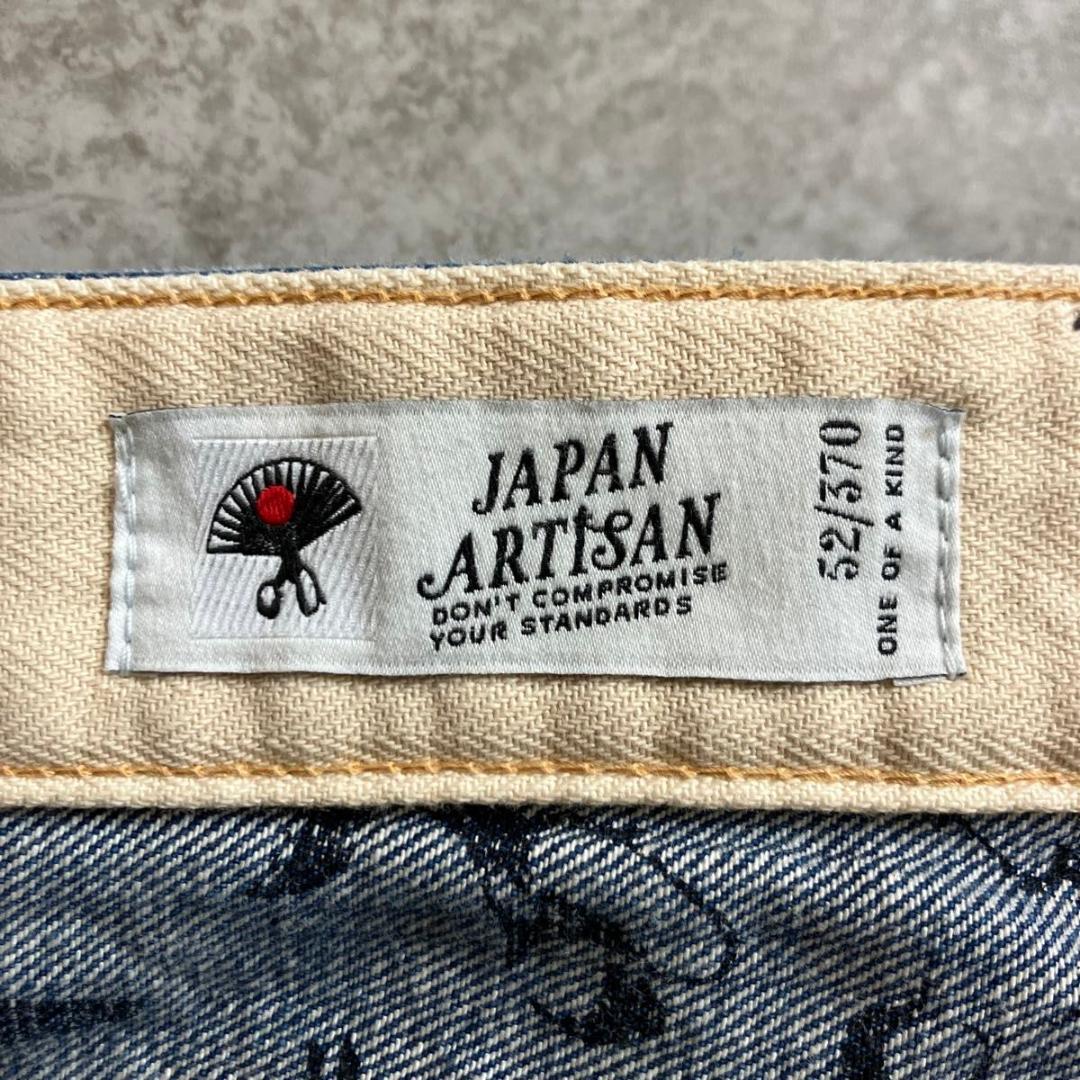 JAPAN
ARTISAN
DON'T COMPROMISE
YOUR STANDARDS
52/370
ONE OF A KIND